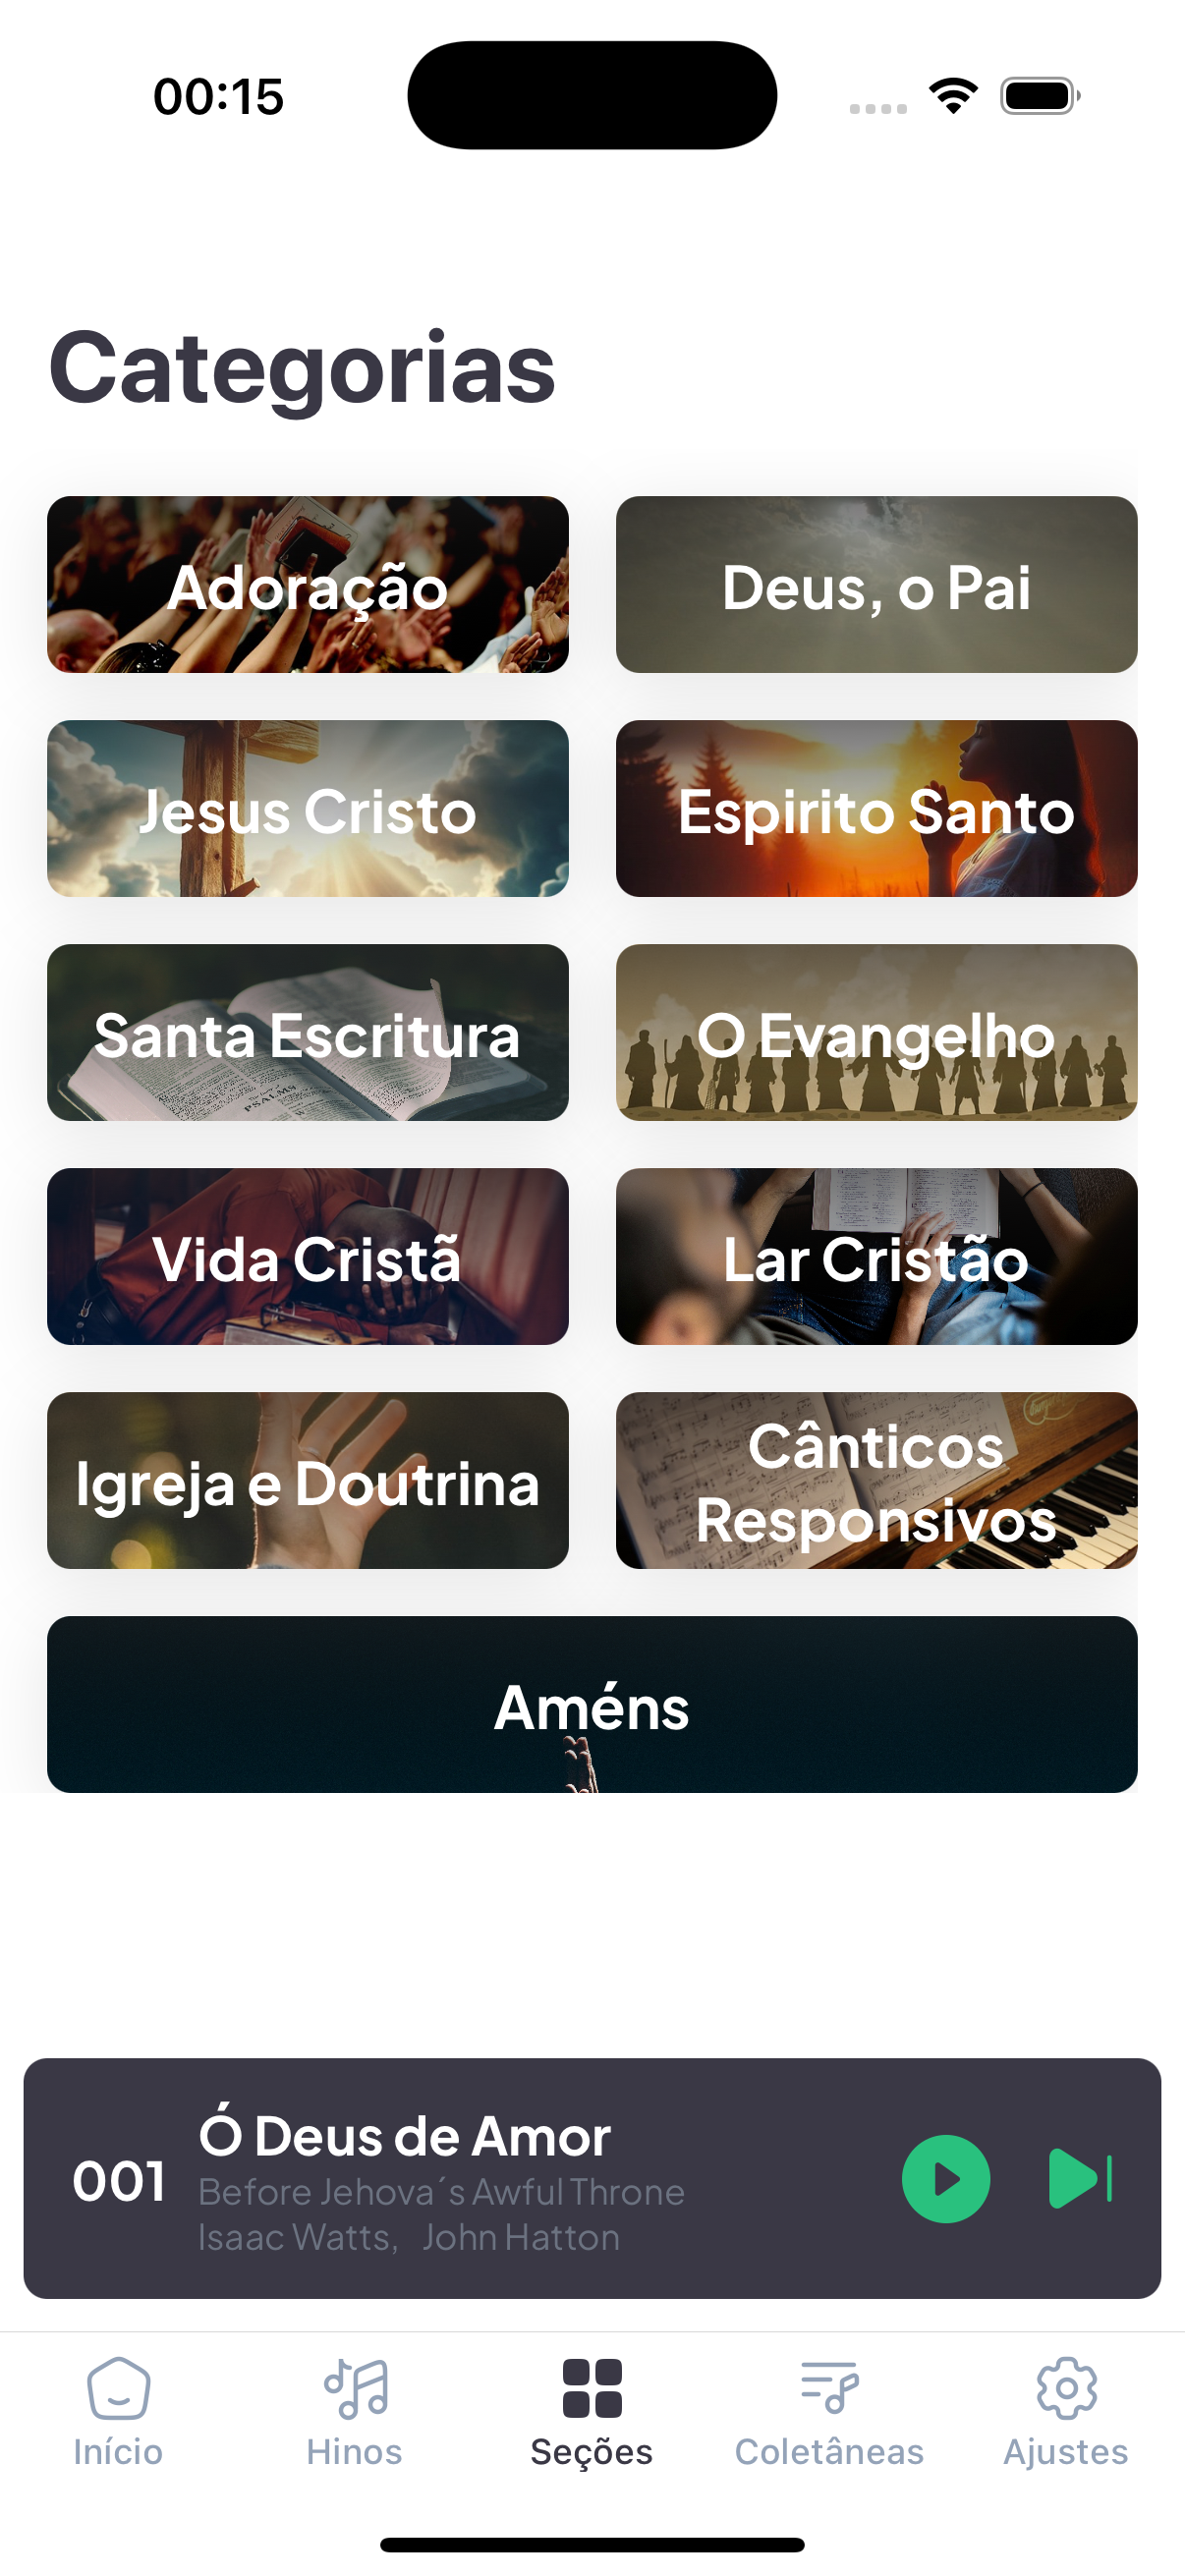 00:15
Categorias
Adoração
Deus, o Pai
Jesus Cristo
Espirito Santo
Santa Escritura
PSALMS
O Evangelho
Vida Cristã
Lar Cristão
Igreja e Doutrina
Cânticos
Responsivos
Améns
001
Ó Deus de Amor
Before Jehova´s Awful Throne
Isaac Watts, John Hatton
Início
Hinos
Seções
Coletâneas
Ajustes